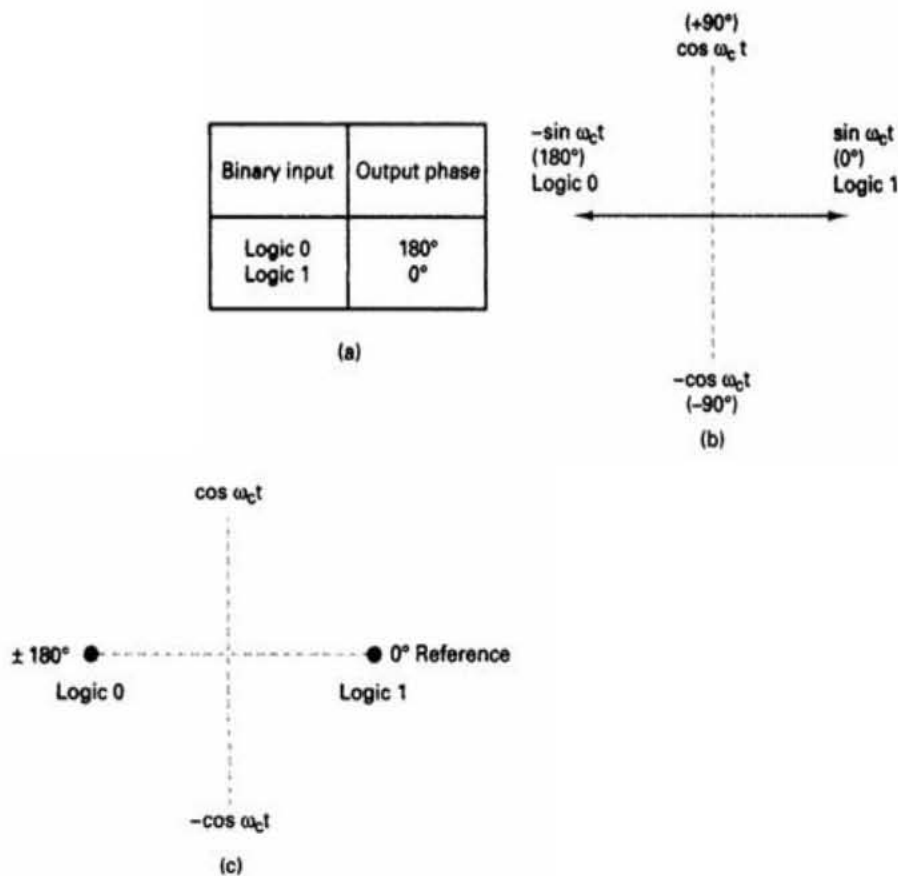 Binary input Output phase
Logic 0 180°
Logic 1 0°
(a)
(+90°)
cos ωct
–sin ωct
(180°)
Logic 0
sin ωct
(0°)
Logic 1
–cos ωct
(–90°)
(b)
cos ωct
± 180°
Logic 0
0° Reference
Logic 1
–cos ωct
(c)